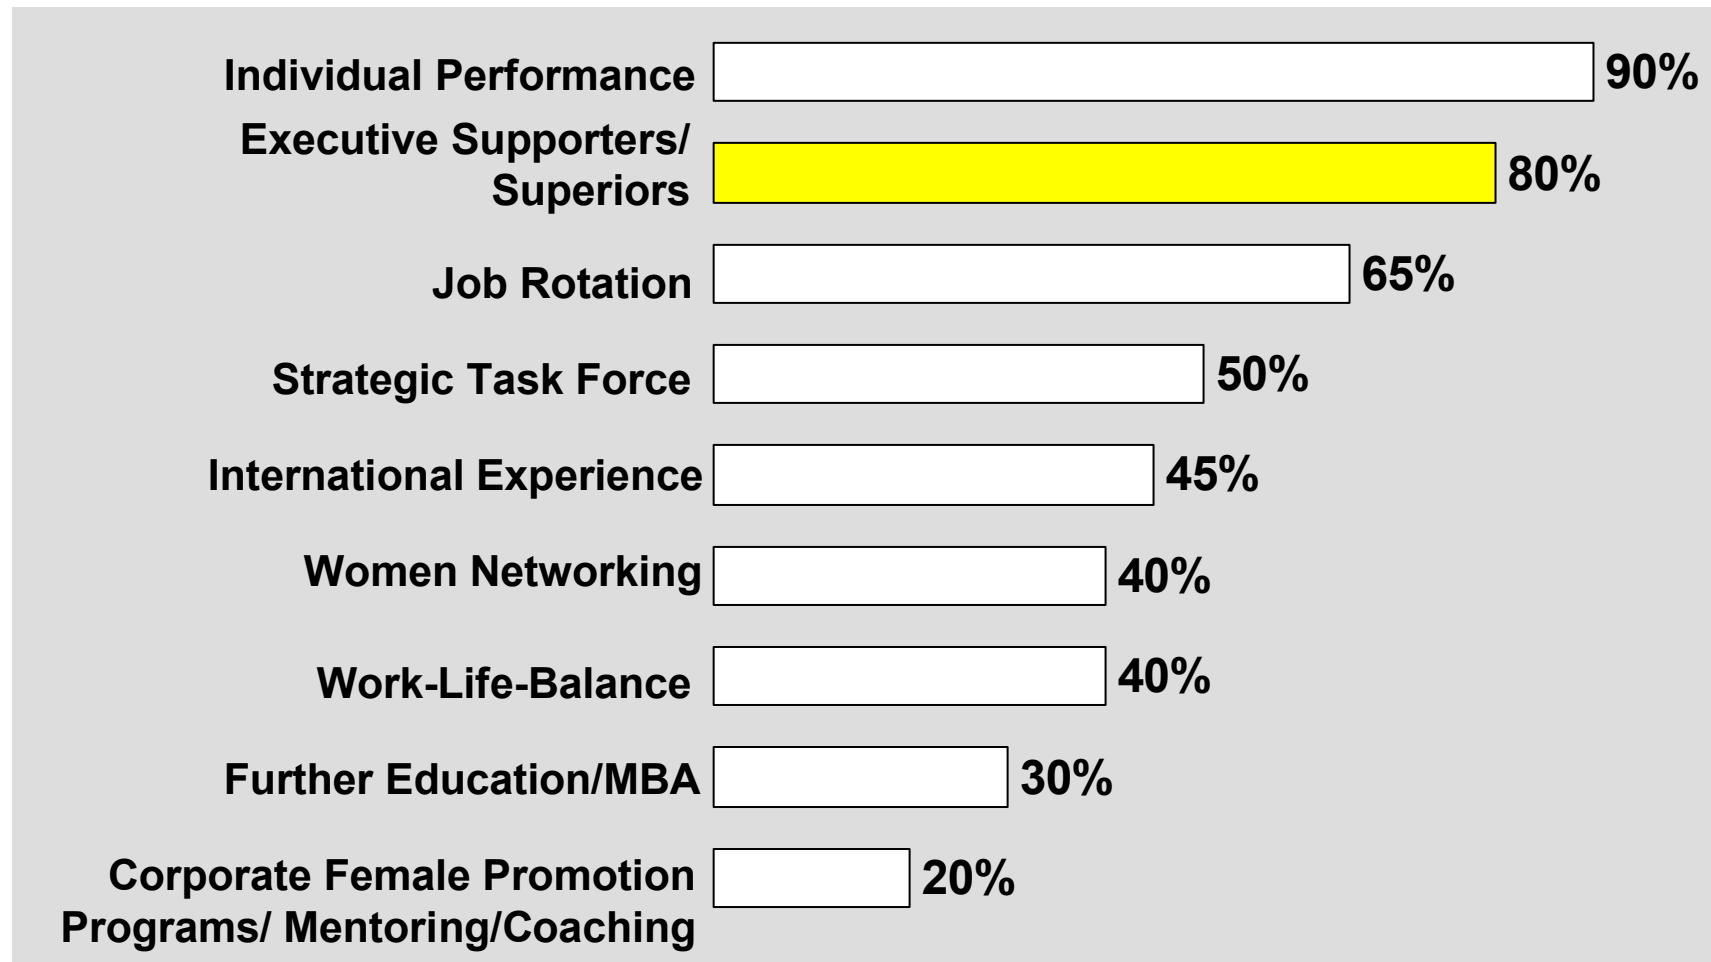 Individual Performance 90%
Executive Supporters/
Superiors 80%
Job Rotation 65%
Strategic Task Force 50%
International Experience 45%
Women Networking 40%
Work-Life-Balance 40%
Further Education/MBA 30%
Corporate Female Promotion 20%
Programs/ Mentoring/Coaching